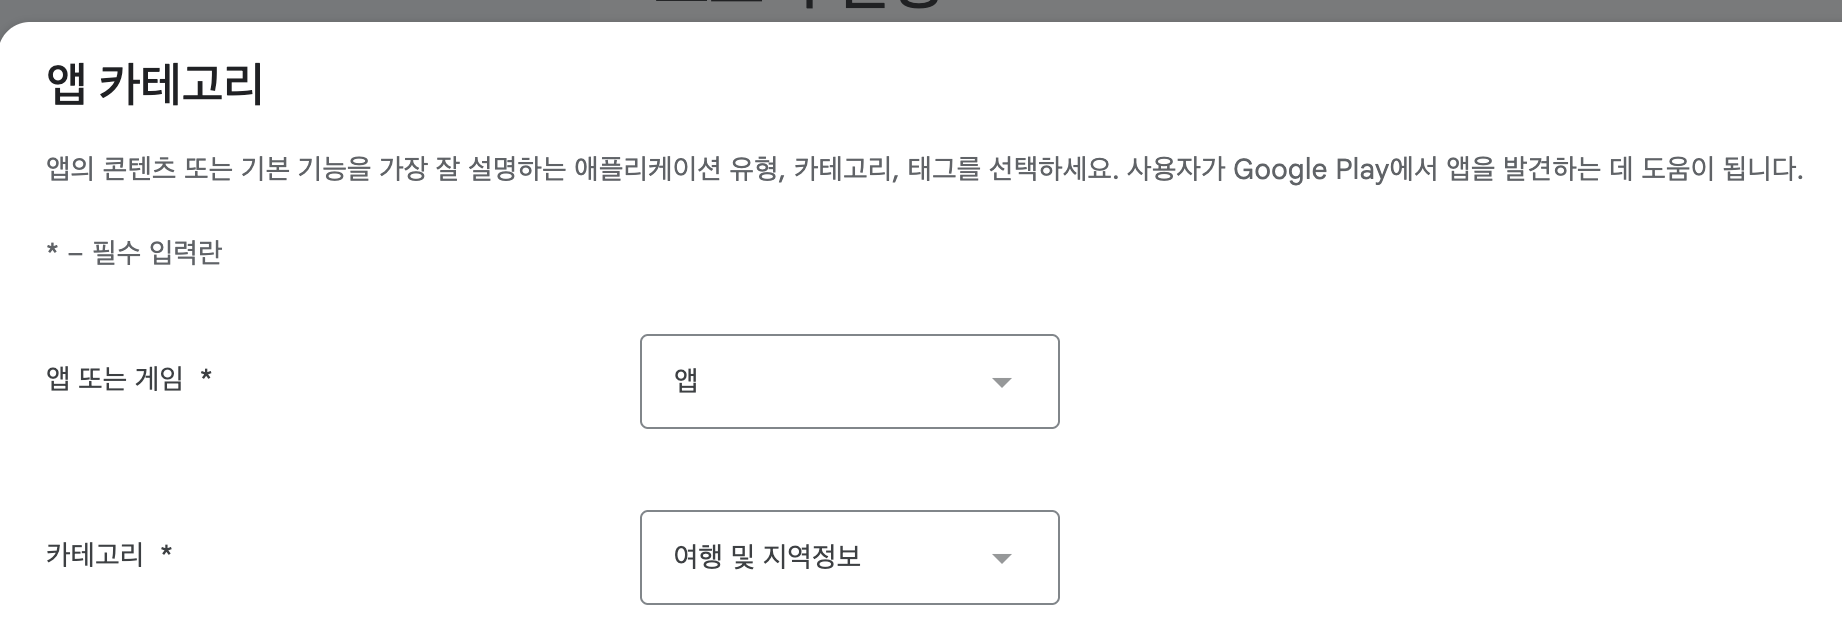 앱 카테고리
앱의 콘텐츠 또는 기본 기능을 가장 잘 설명하는 애플리케이션 유형, 카테고리, 태그를 선택하세요. 사용자가 Google Play에서 앱을 발견하는 데 도움이 됩니다.
* – 필수 입력란
앱 또는 게임 *
앱
카테고리 *
여행 및 지역정보